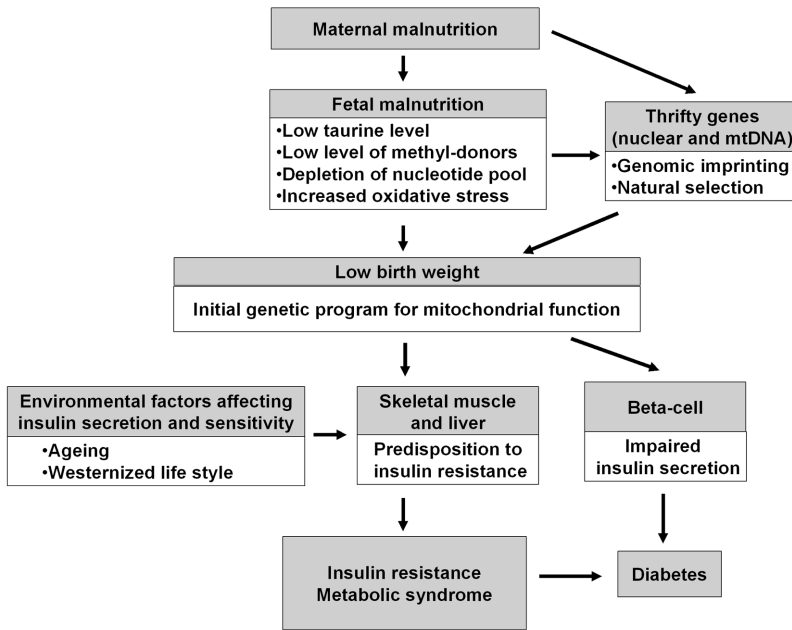 Maternal malnutrition
Fetal malnutrition
•Low taurine level
•Low level of methyl-donors
•Depletion of nucleotide pool
•Increased oxidative stress
Thrifty genes
(nuclear and mtDNA)
•Genomic imprinting
•Natural selection
Low birth weight
Initial genetic program for mitochondrial function
Environmental factors affecting
insulin secretion and sensitivity
•Ageing
•Westernized life style
Skeletal muscle
and liver
Predisposition to
insulin resistance
Beta-cell
Impaired
insulin secretion
Insulin resistance
Metabolic syndrome
Diabetes